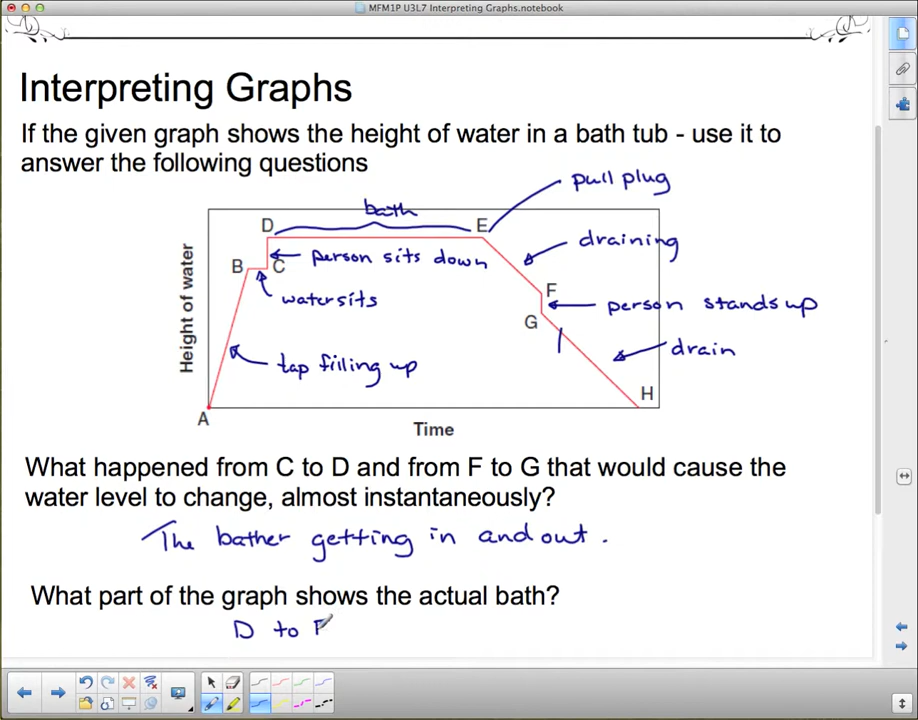 MFM1P U3L7 Interpreting Graphs.notebook
Interpreting Graphs
If the given graph shows the height of water in a bath tub - use it to
answer the following questions
pull plug
bath
D
E
draining
B
C
person sits down
water sits
F
person stands up
G
Height of water
tap filling up
drain
H
A
Time
What happened from C to D and from F to G that would cause the
water level to change, almost instantaneously?
The bather getting in and out.
What part of the graph shows the actual bath?
D to